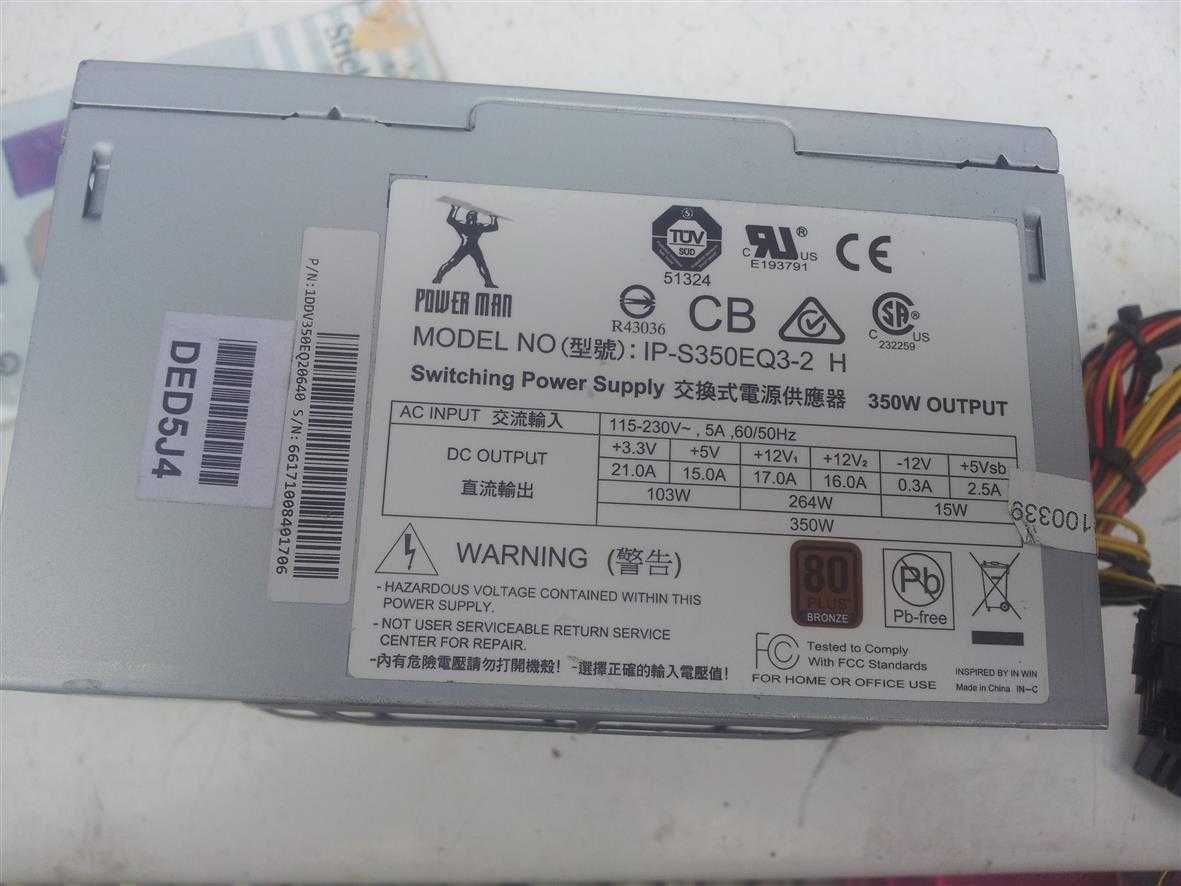 Stick
POWER MAN
TÜV
SÜD
51324
C RU® US
E193791
CE
R43036
CB
C SA® US
232259
MODEL NO(型號): IP-S350EQ3-2 H
Switching Power Supply 交換式電源供應器 350W OUTPUT
AC INPUT 交流輸入 115-230V~ , 5A ,60/50Hz
DC OUTPUT
直流輸出
+3.3V +5V +12V₁ +12V₂ -12V +5Vsb
21.0A 15.0A 17.0A 16.0A 0.3A 2.5A
103W 264W 15W
350W
100339
WARNING (警告)
- HAZARDOUS VOLTAGE CONTAINED WITHIN THIS
POWER SUPPLY.
- NOT USER SERVICEABLE RETURN SERVICE
CENTER FOR REPAIR.
-內有危險電壓請勿打開機殼! -選擇正確的輸入電壓值!
80
PLUS
BRONZE
Pb
Pb-free
FC Tested to Comply
With FCC Standards
FOR HOME OR OFFICE USE
INSPIRED BY IN WIN
Made in China IN-C
P/N:1DDV350EQ20640 S/N:66171008401706
DED5J4